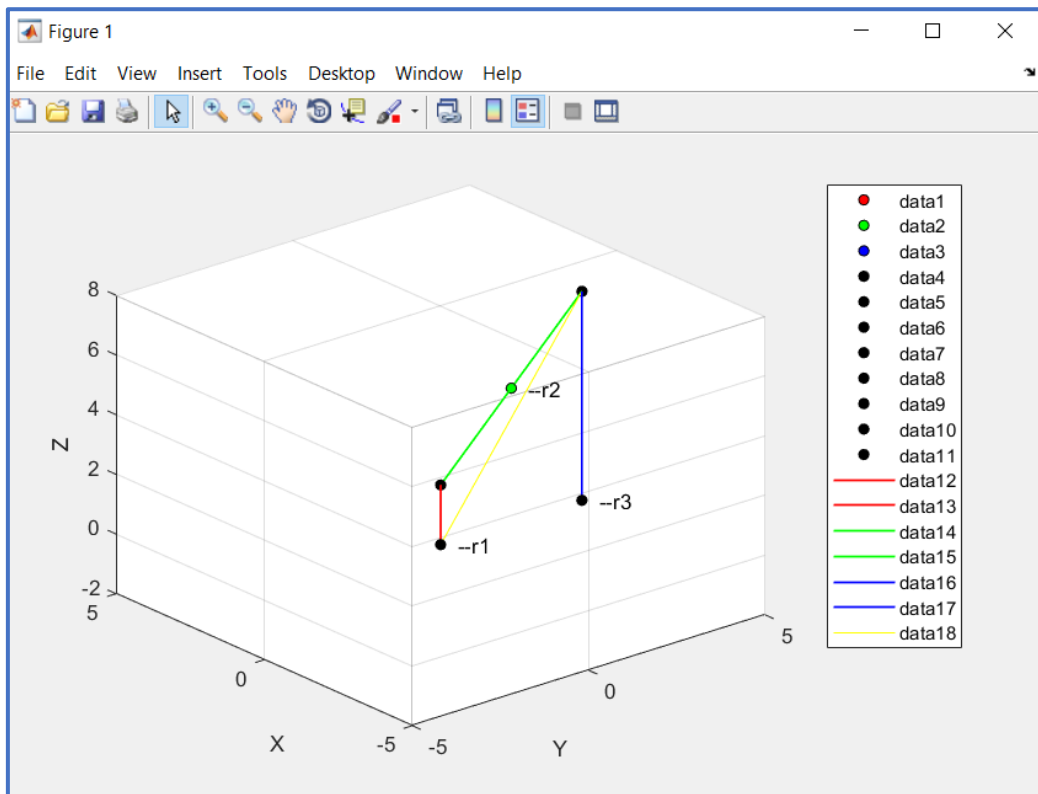 Figure 1
File Edit View Insert Tools Desktop Window Help
8
6
4
2
0
-2
Z
5
0
-5
X
-5
0
5
Y
--r2
--r3
--r1
data1
data2
data3
data4
data5
data6
data7
data8
data9
data10
data11
data12
data13
data14
data15
data16
data17
data18